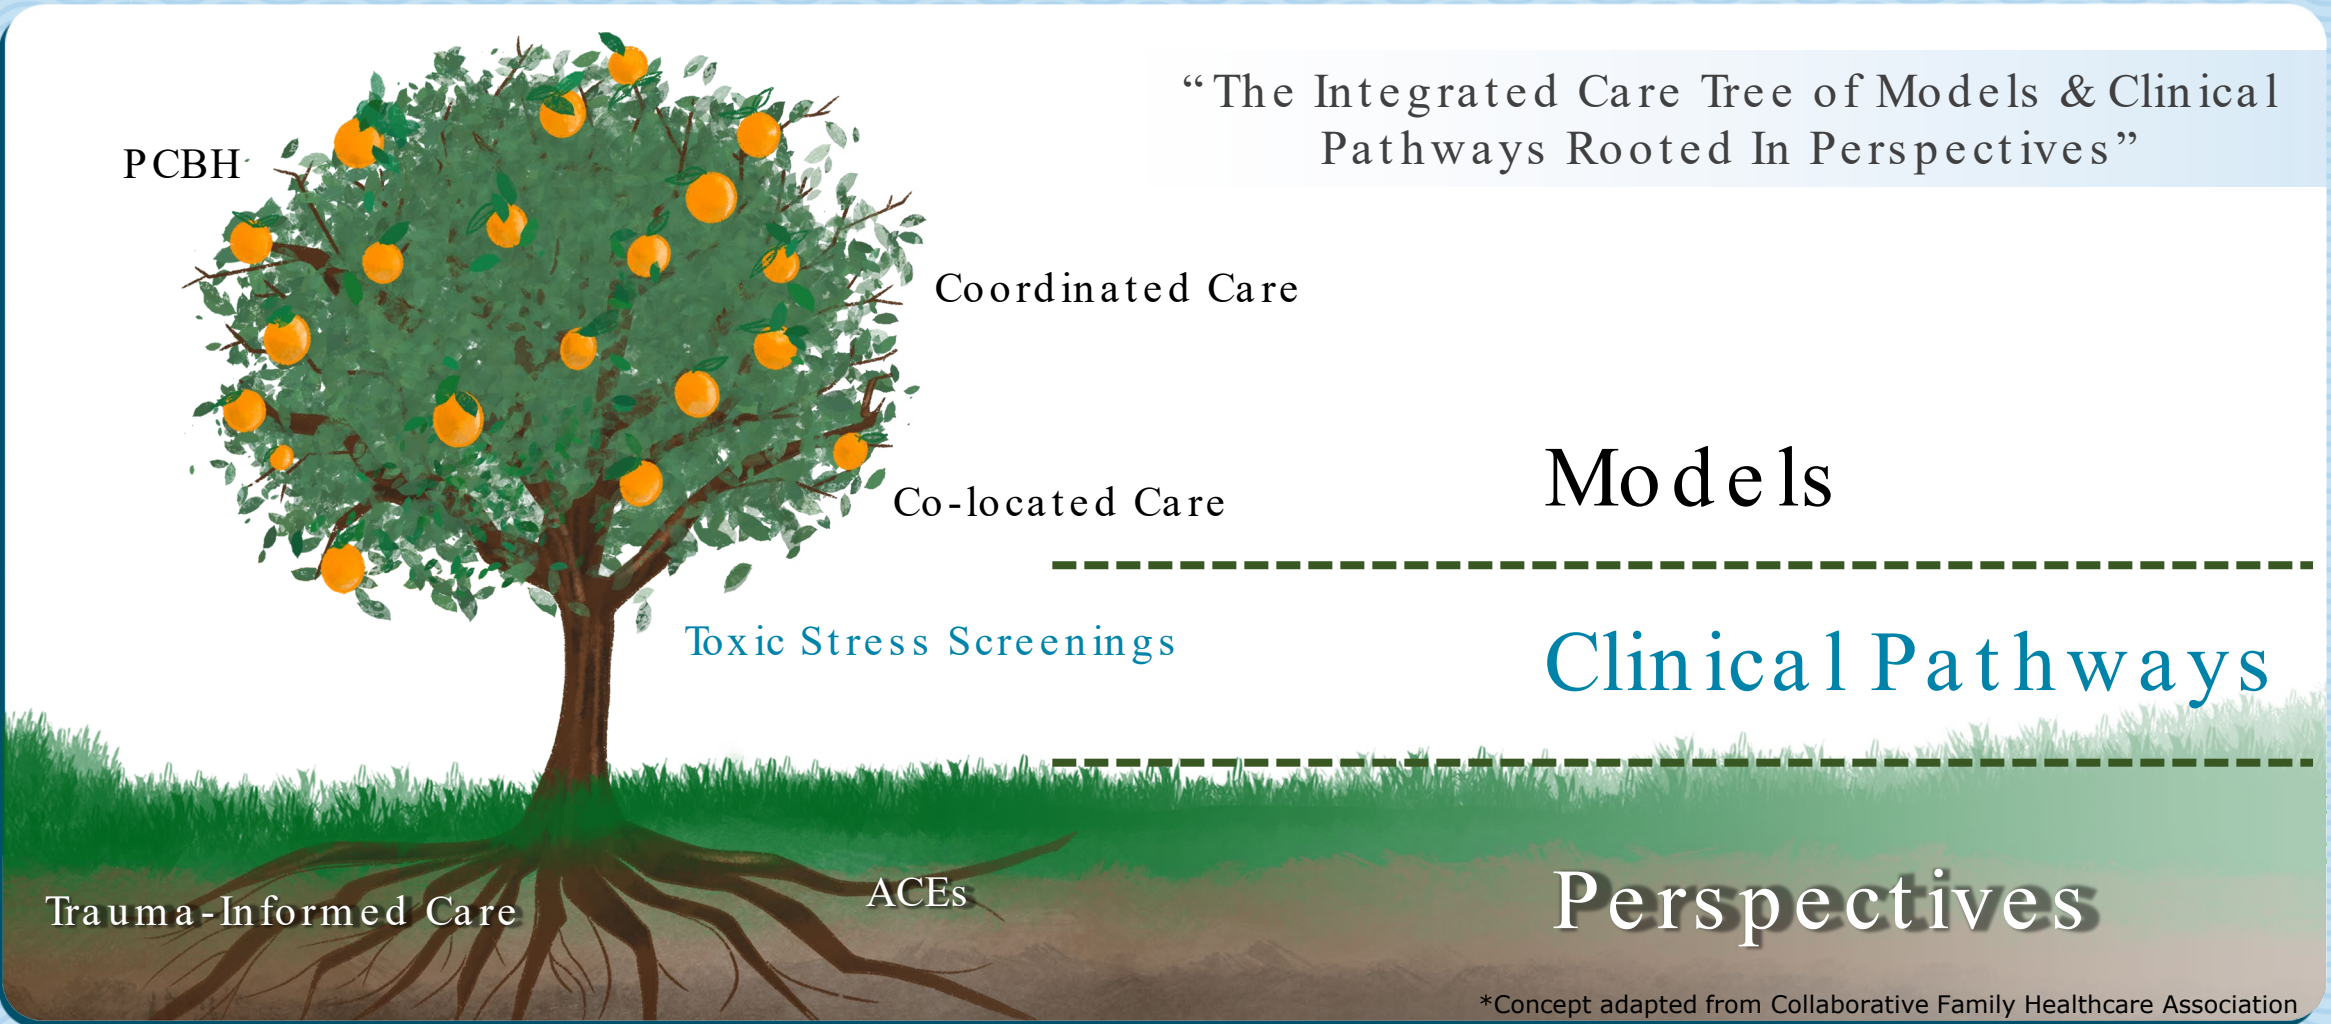 “The Integrated Care Tree of Models & Clinical
Pathways Rooted In Perspectives”
PCBH
Coordinated Care
Co-located Care
Models
Toxic Stress Screenings
Clinical Pathways
Trauma-Informed Care
ACEs
Perspectives
*Concept adapted from Collaborative Family Healthcare Association